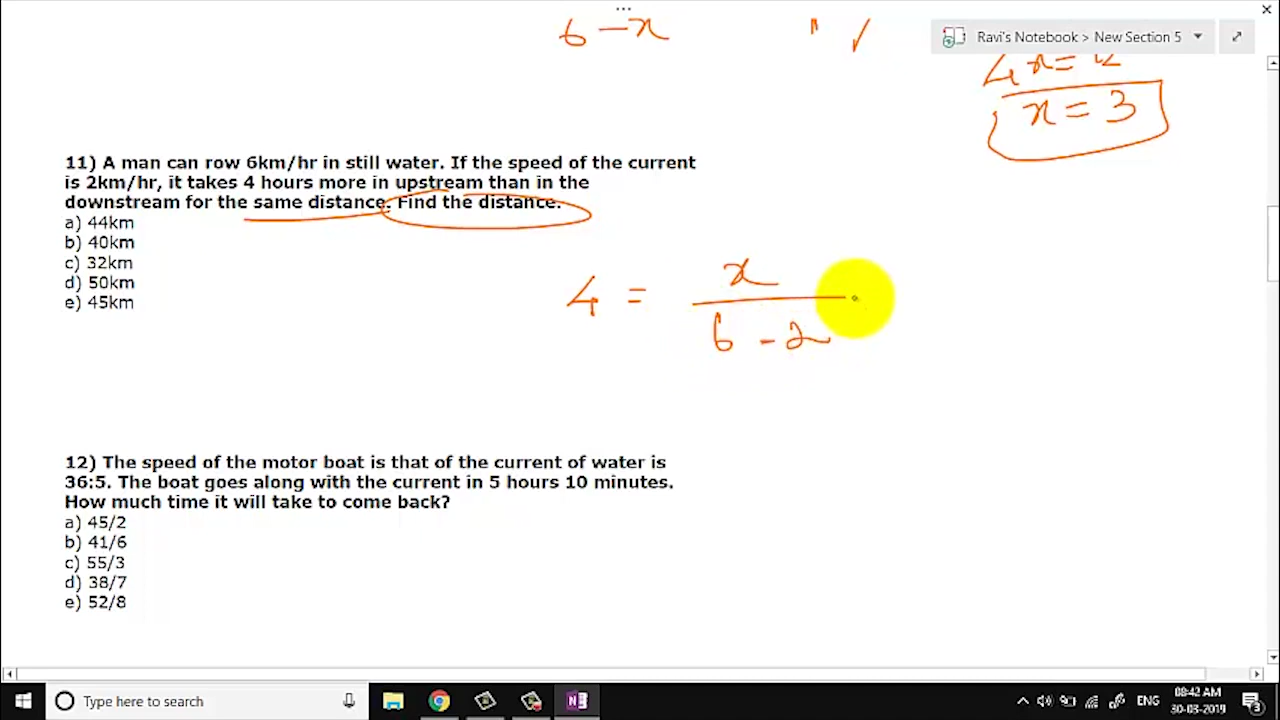 6 - x
Ravi's Notebook > New Section 5
x = 3
11) A man can row 6km/hr in still water. If the speed of the current
is 2km/hr, it takes 4 hours more in upstream than in the
downstream for the same distance. Find the distance.
a) 44km
b) 40km
c) 32km
d) 50km
e) 45km
4 = x
6 - 2
12) The speed of the motor boat is that of the current of water is
36:5. The boat goes along with the current in 5 hours 10 minutes.
How much time it will take to come back?
a) 45/2
b) 41/6
c) 55/3
d) 38/7
e) 52/8
Type here to search
ENG
08:42 AM
30-03-2019